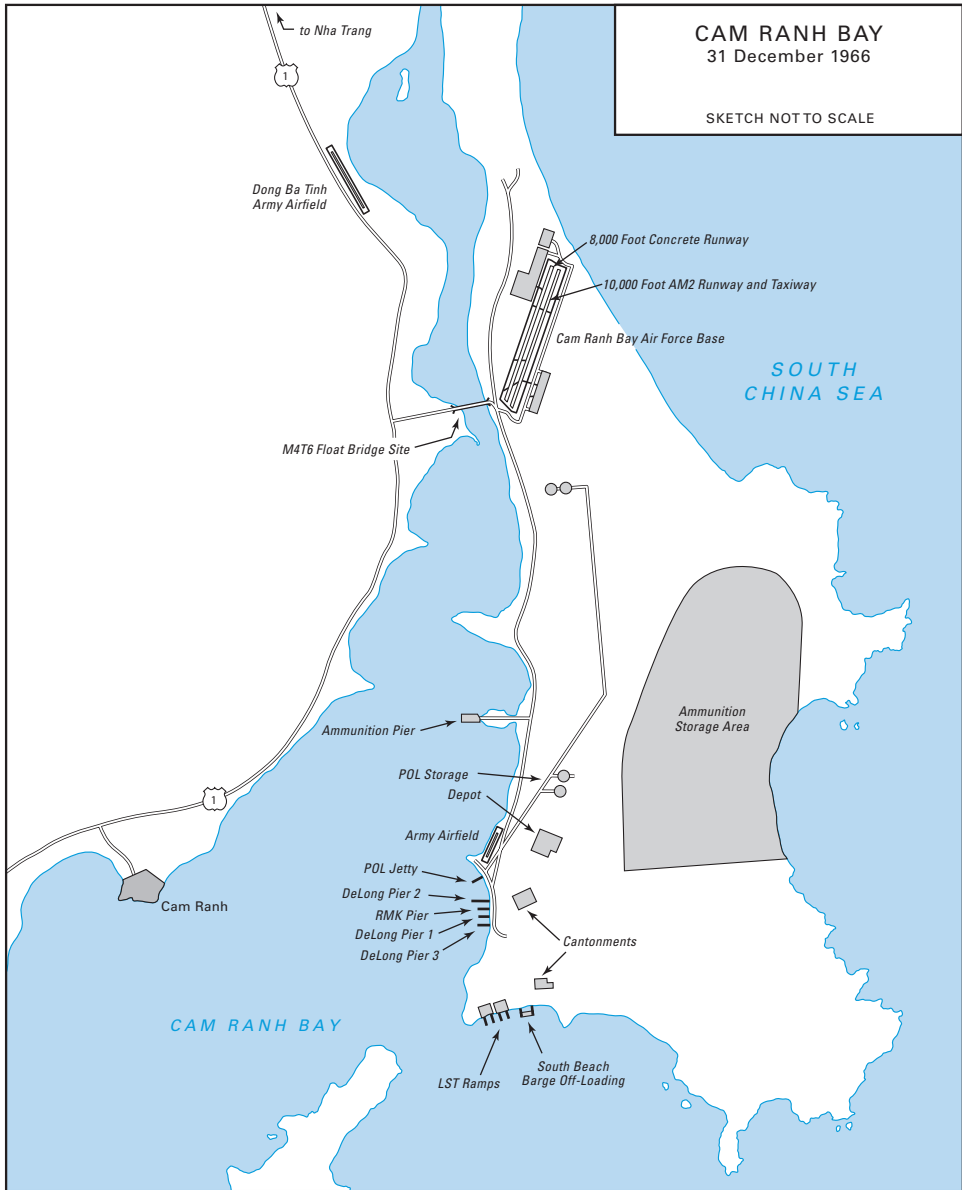 CAM RANH BAY
31 December 1966
SKETCH NOT TO SCALE
to Nha Trang
1
Dong Ba Tinh
Army Airfield
8,000 Foot Concrete Runway
10,000 Foot AM2 Runway and Taxiway
Cam Ranh Bay Air Force Base
SOUTH
CHINA SEA
M4T6 Float Bridge Site
Ammunition
Storage Area
Ammunition Pier
POL Storage
Depot
1
Army Airfield
POL Jetty
DeLong Pier 2
Cam Ranh
RMK Pier
DeLong Pier 1
DeLong Pier 3
Cantonments
CAM RANH BAY
South Beach
Barge Off-Loading
LST Ramps